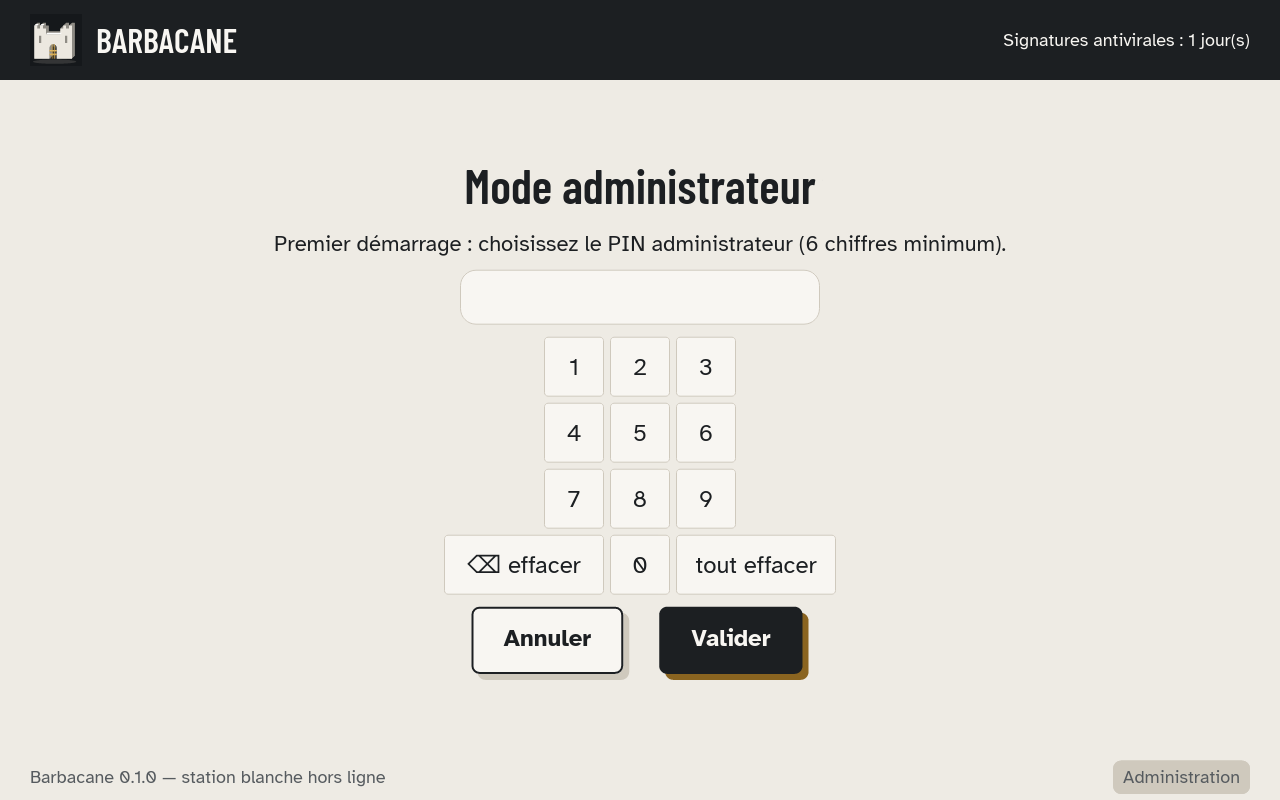 BARBACANE
Signatures antivirales : 1 jour(s)
Mode administrateur
Premier démarrage : choisissez le PIN administrateur (6 chiffres minimum).
1 2 3
4 5 6
7 8 9
⌫ effacer 0 tout effacer
Annuler Valider
Barbacane 0.1.0 — station blanche hors ligne
Administration